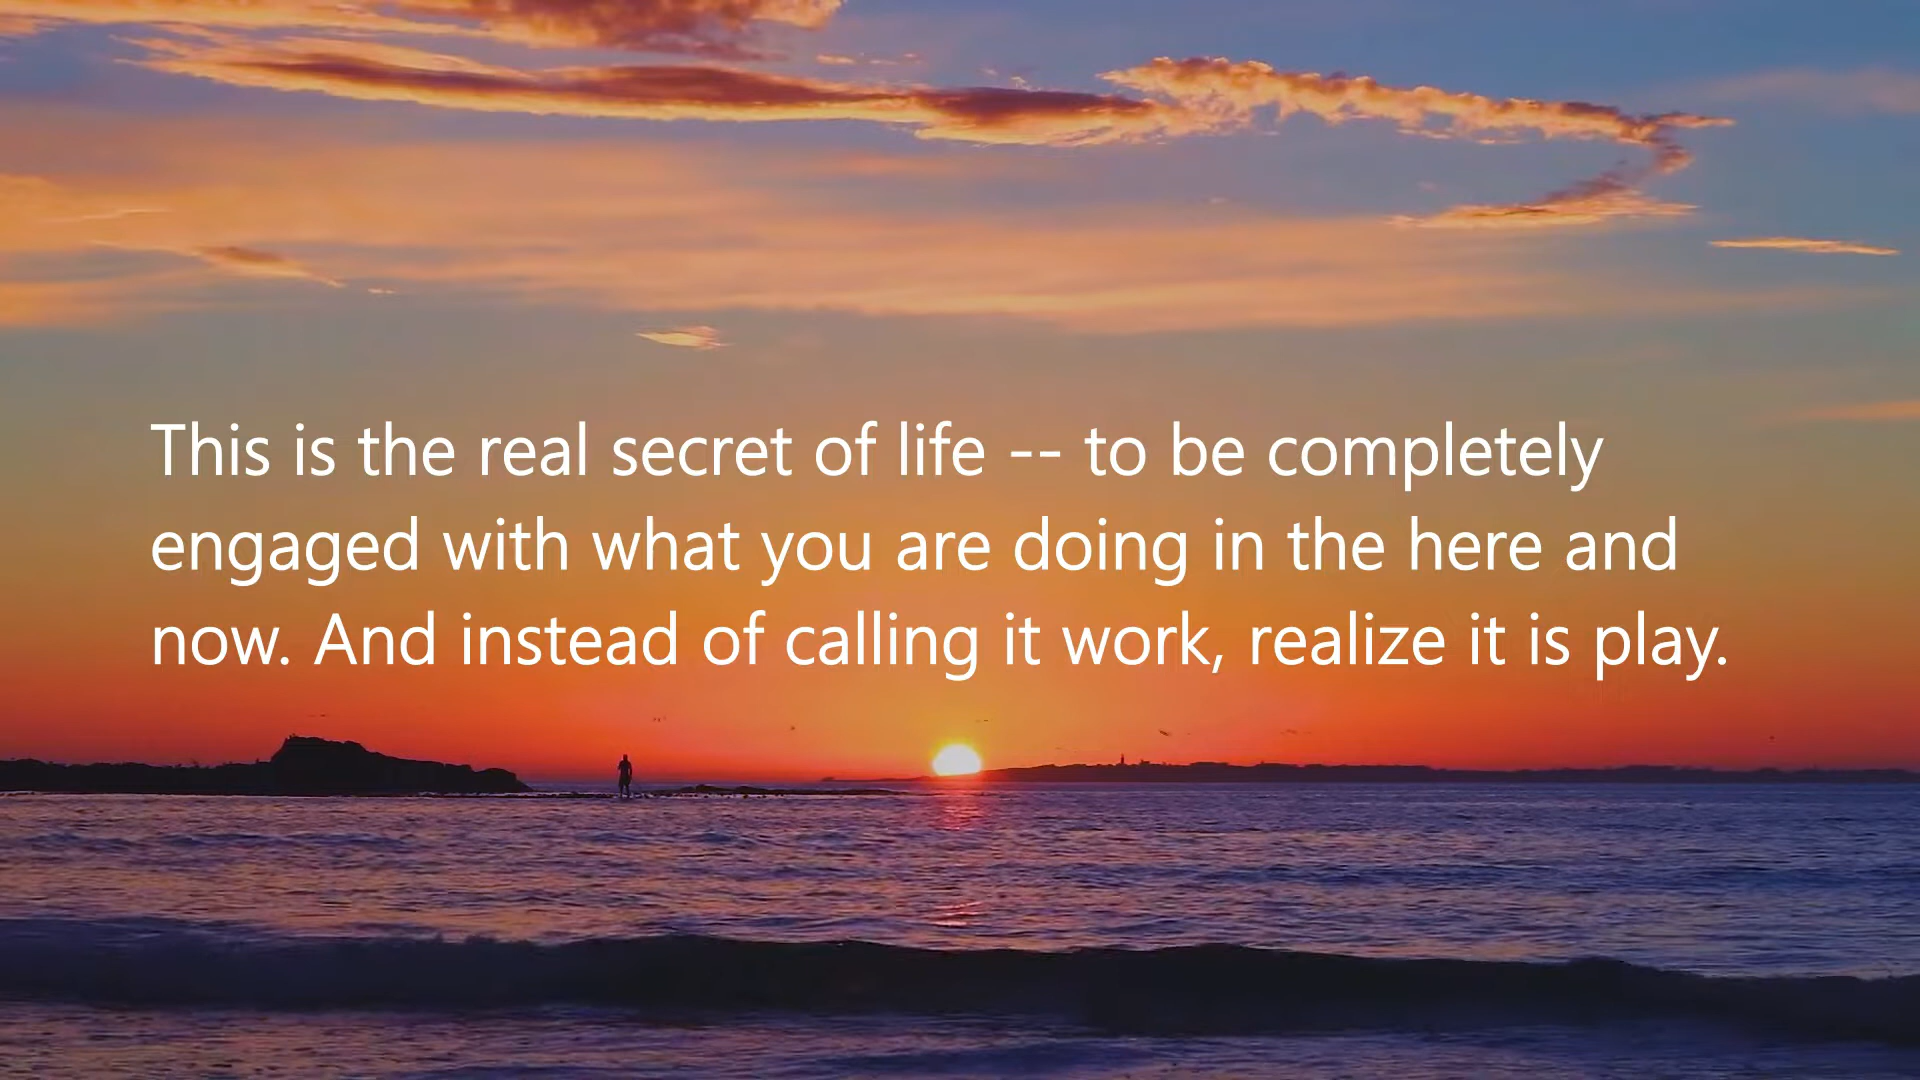 This is the real secret of life -- to be completely
engaged with what you are doing in the here and
now. And instead of calling it work, realize it is play.